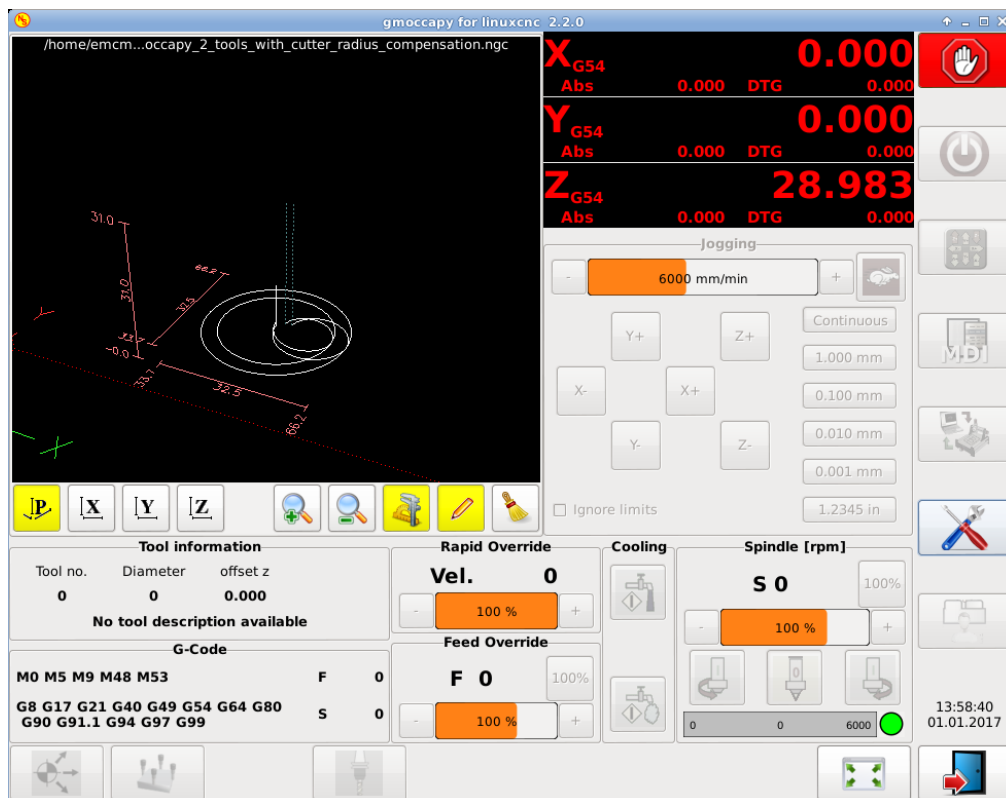 gmoccapy for linuxcnc 2.2.0
/home/emcm...occapy_2_tools_with_cutter_radius_compensation.ngc
X G54 0.000
Abs 0.000 DTG 0.000
Y G54 0.000
Abs 0.000 DTG 0.000
Z G54 28.983
Abs 0.000 DTG 0.000
31.0
31.0
-0.0
66.2
32.5
33.7
33.7
32.5
66.2
Y
X
Jogging
- 6000 mm/min +
Y+ Z+
X- X+
Y- Z-
Continuous
1.000 mm
0.100 mm
0.010 mm
0.001 mm
Ignore limits
1.2345 in
MDI
P X Y Z
Tool information
Tool no. Diameter offset z
0 0 0.000
No tool description available
G-Code
M0 M5 M9 M48 M53 F 0
G8 G17 G21 G40 G49 G54 G64 G80
G90 G91.1 G94 G97 G99
S 0
Rapid Override
Vel. 0
- 100 % +
Feed Override
F 0 100%
- 100 % +
Cooling
Spindle [rpm]
S 0 100%
- 100 % +
0
0 0 6000
13:58:40
01.01.2017